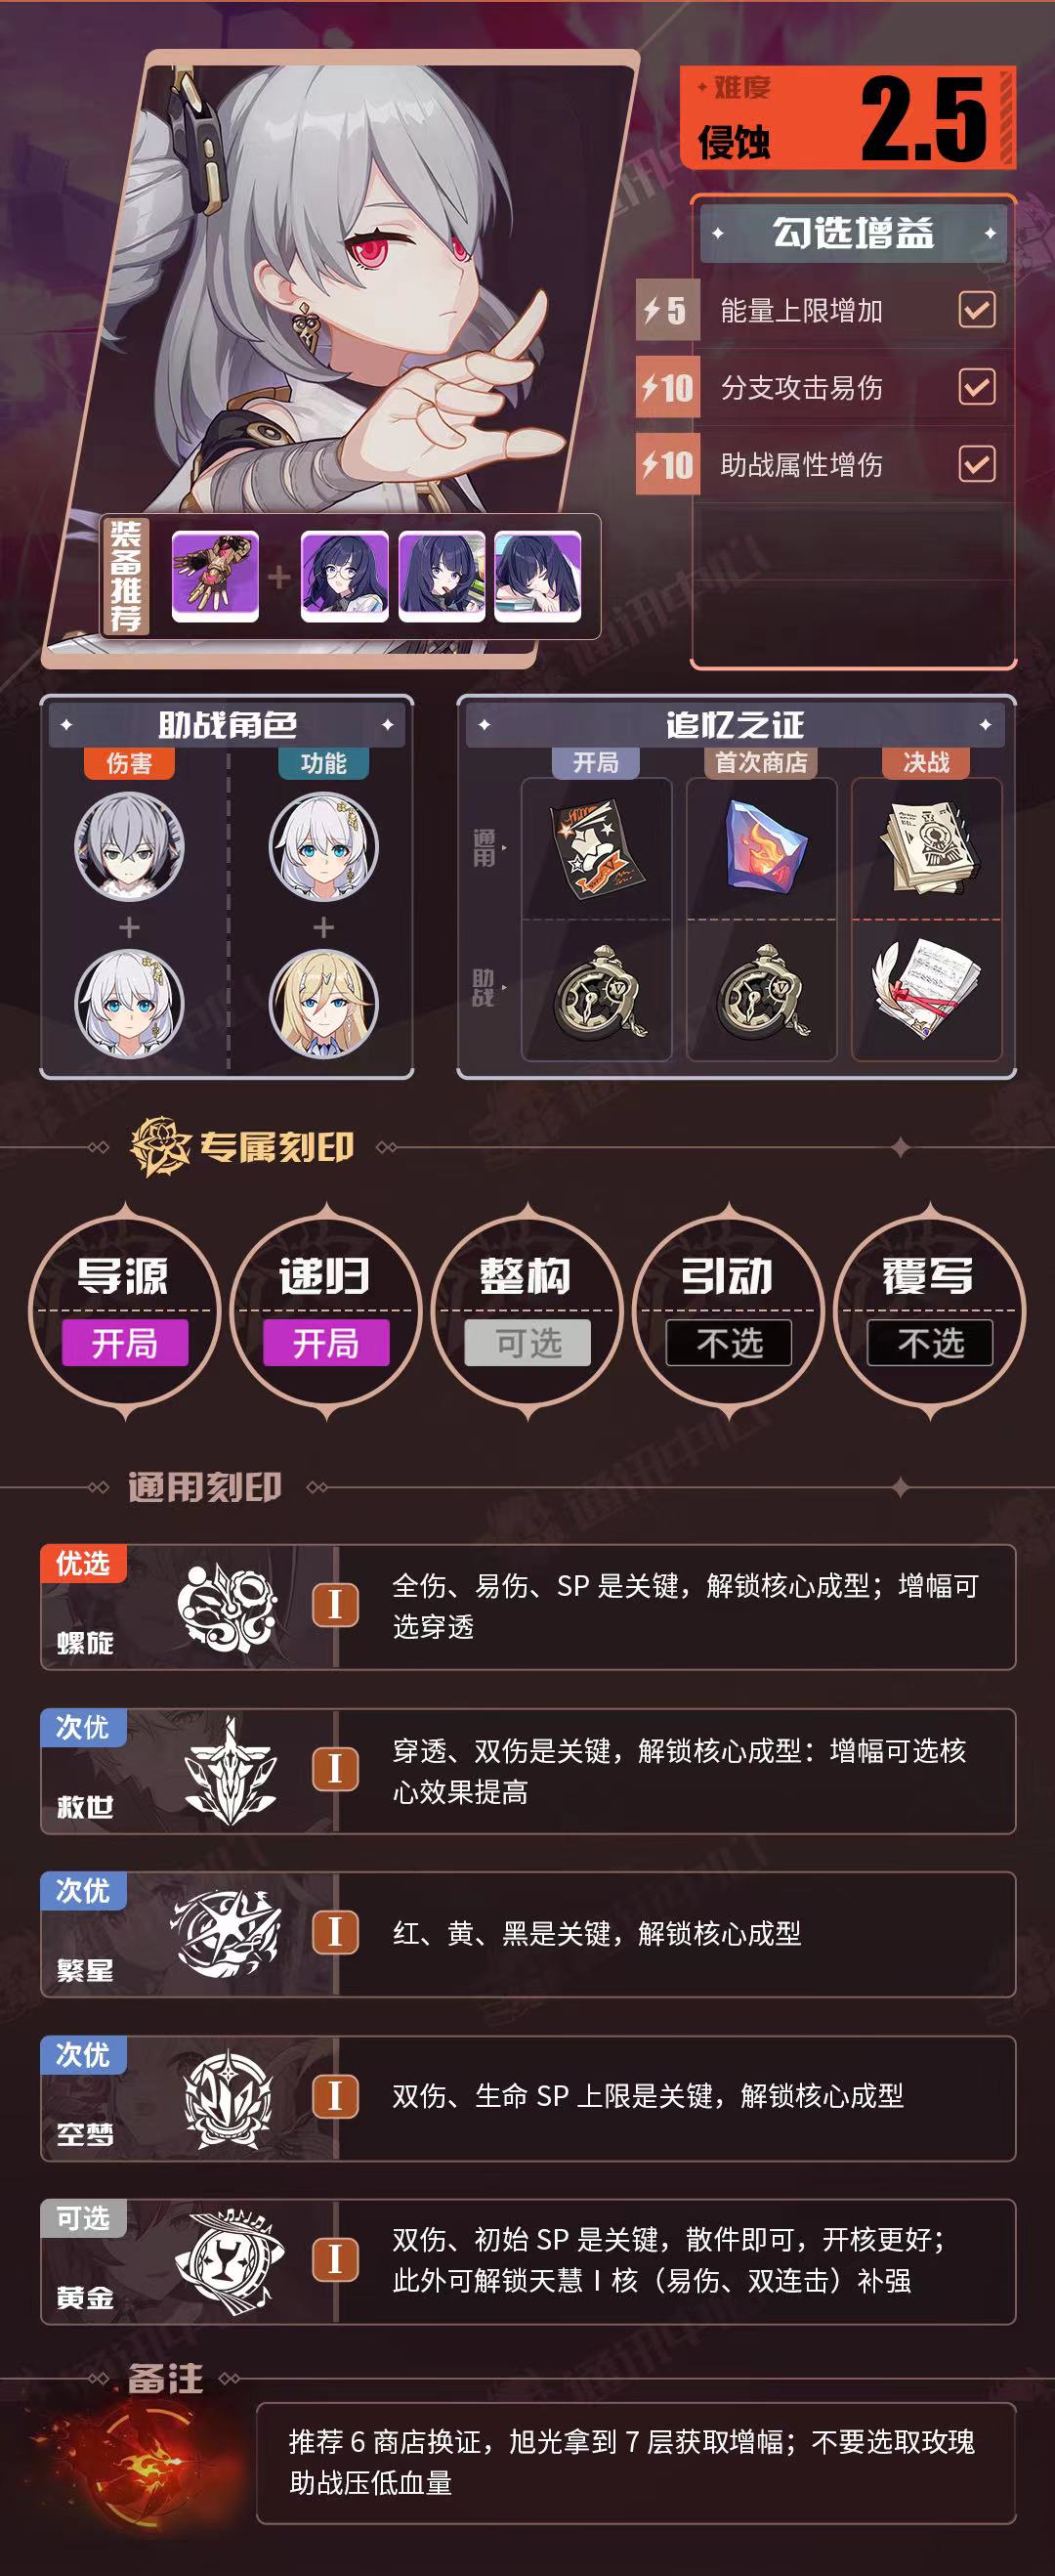 难度
侵蚀
2.5
勾选增益
5 能量上限增加
10 分支攻击易伤
10 助战属性增伤
装备推荐
助战角色
伤害
功能
追忆之证
开局
首次商店
决战
通用
助战
专属刻印
导源
开局
递归
开局
整构
可选
引动
不选
覆写
不选
通用刻印
优选
螺旋
I
全伤、易伤、SP 是关键，解锁核心成型；增幅可
选穿透
次优
救世
I
穿透、双伤是关键，解锁核心成型：增幅可选核
心效果提高
次优
繁星
I
红、黄、黑是关键，解锁核心成型
次优
空梦
I
双伤、生命 SP 上限是关键，解锁核心成型
可选
黄金
I
双伤、初始 SP 是关键，散件即可，开核更好；
此外可解锁天慧 I 核（易伤、双连击）补强
备注
推荐 6 商店换证，旭光拿到 7 层获取增幅；不要选取玫瑰
助战压低血量